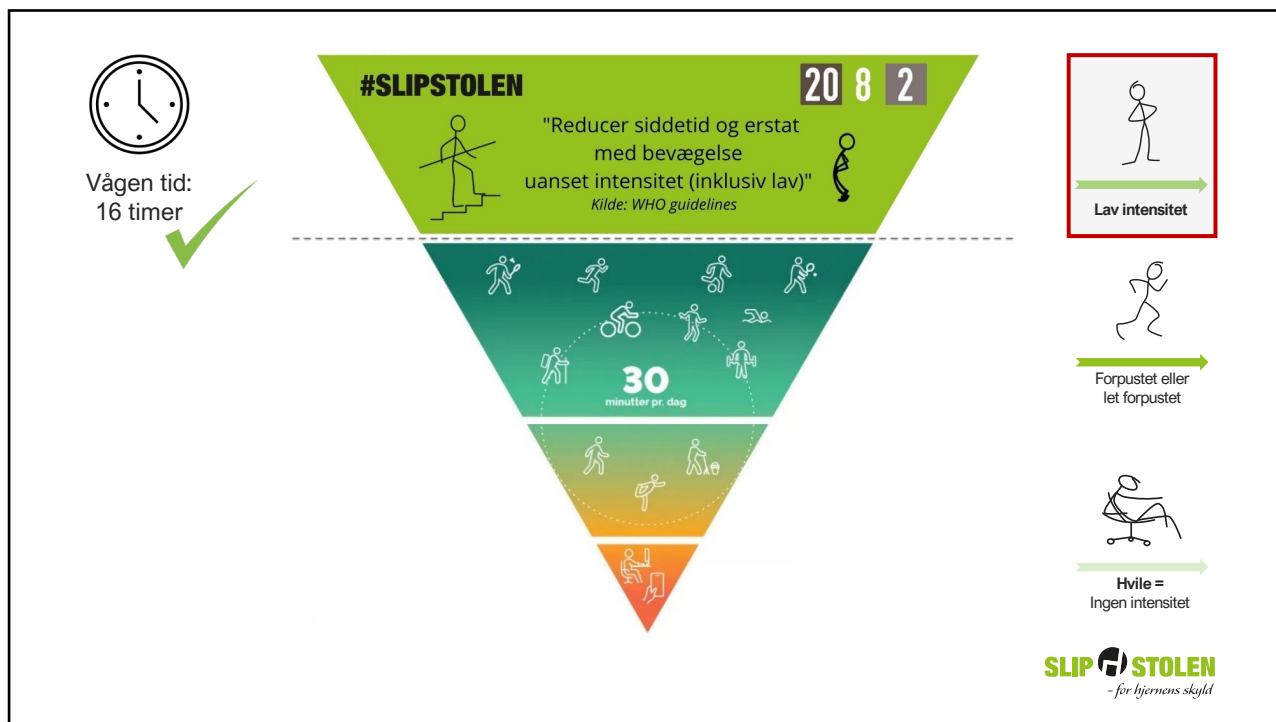 Vågen tid:
16 timer
#SLIPSTOLEN
20 8 2
"Reducer siddetid og erstat
med bevægelse
uanset intensitet (inklusiv lav)"
Kilde: WHO guidelines
30
minutter pr. dag
Lav intensitet
Forpustet eller
let forpustet
Hvile =
Ingen intensitet
SLIP STOLEN
- for hjernens skyld